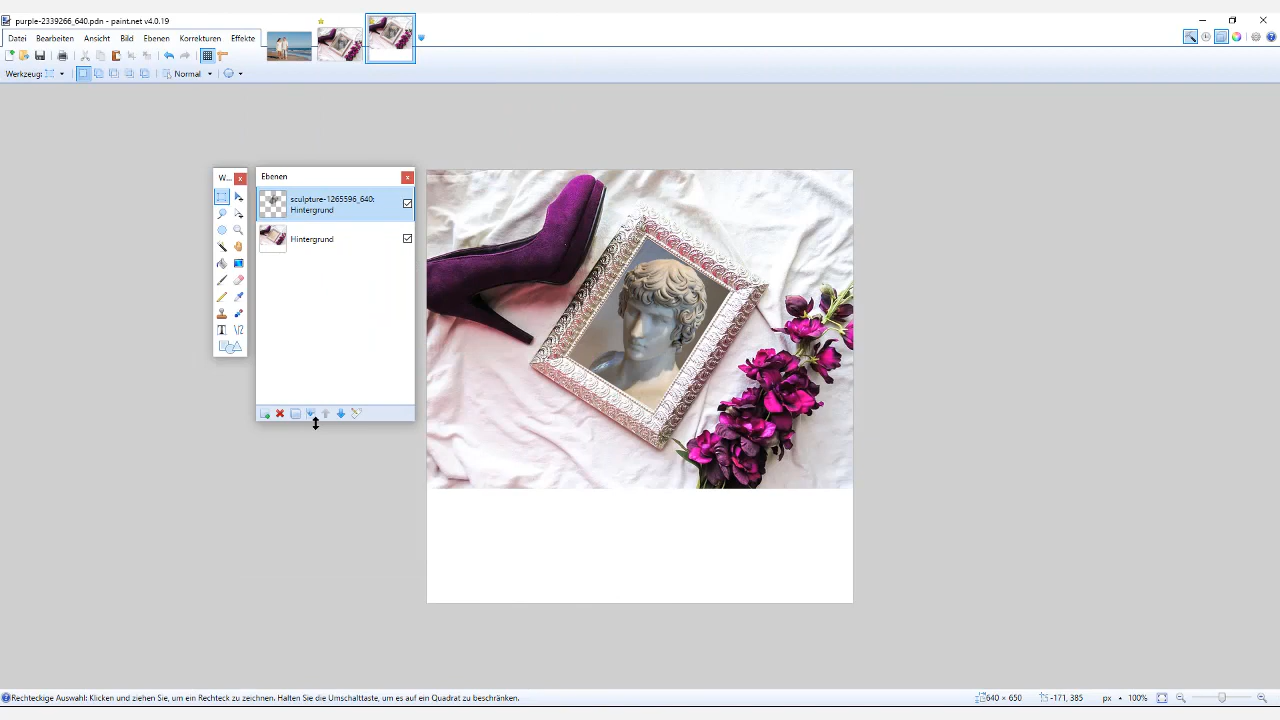 purple-2339266_640.pdn - paint.net v4.0.19
Datei Bearbeiten Ansicht Bild Ebenen Korrekturen Effekte
Werkzeug: Normal
W... Ebenen
sculpture-1265596_640:
Hintergrund
Hintergrund
Rechteckige Auswahl: Klicken und ziehen Sie, um ein Rechteck zu zeichnen. Halten Sie die Umschalttaste, um es auf ein Quadrat zu beschränken. 640 × 650 -171, 385 px 100%